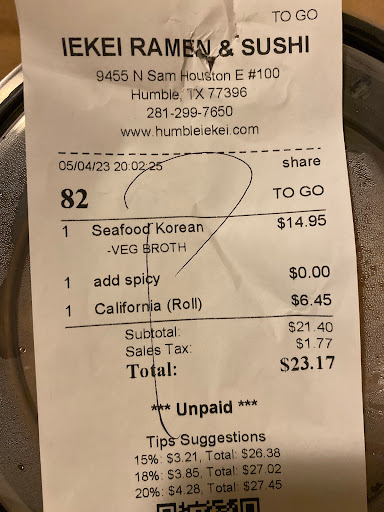 TO GO
IEKEI RAMEN & SUSHI
9455 N Sam Houston E #100
Humble, TX 77396
281-299-7650
www.humbleiekei.com
05/04/23 20:02:25 share
82 TO GO
1 Seafood Korean $14.95
-VEG BROTH
1 add spicy $0.00
1 California (Roll) $6.45
Subtotal: $21.40
Sales Tax: $1.77
Total: $23.17
*** Unpaid ***
Tips Suggestions
15%: $3.21, Total: $26.38
18%: $3.85, Total: $27.02
20%: $4.28, Total: $27.45